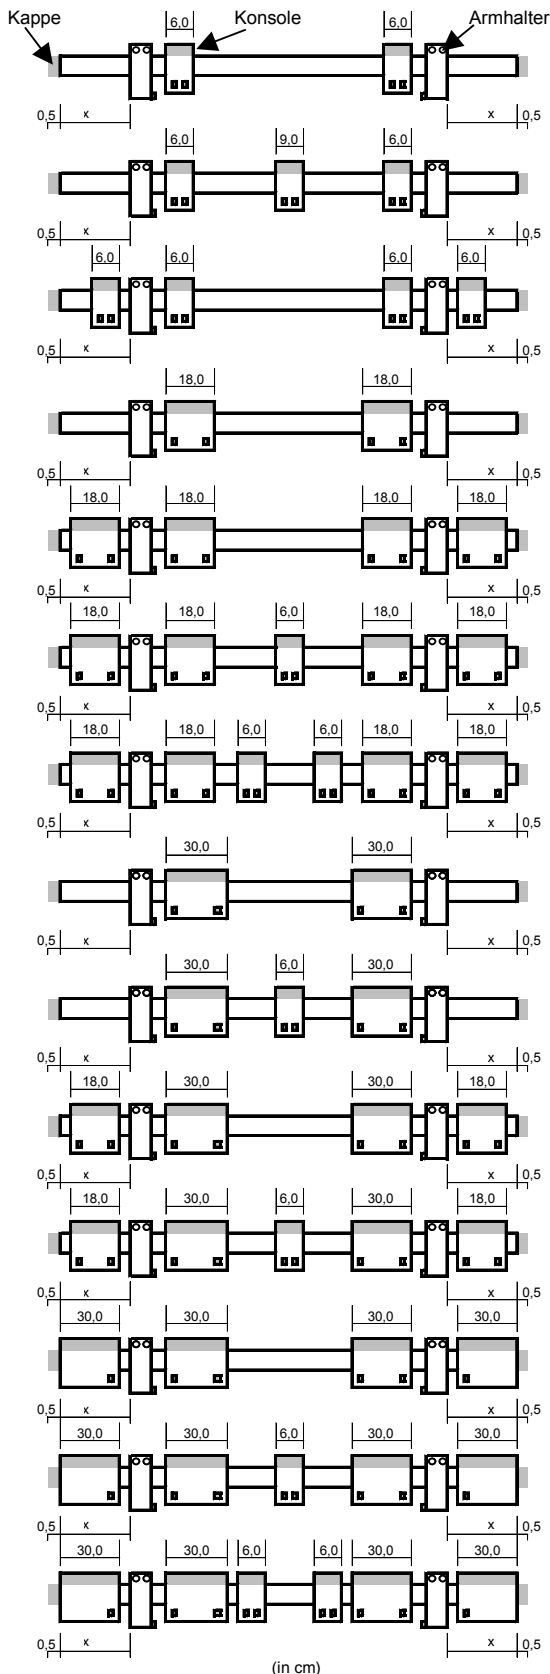 6,0 6,0
Kappe Konsole Armhalter
0,5 x x 0,5
6,0 9,0 6,0
0,5 x x 0,5
6,0 6,0 6,0 6,0
0,5 x x 0,5
18,0 18,0
0,5 x x 0,5
18,0 18,0 18,0 18,0
0,5 x x 0,5
18,0 18,0 6,0 18,0 18,0
0,5 x x 0,5
18,0 18,0 6,0 6,0 18,0 18,0
0,5 x x 0,5
30,0 30,0
0,5 x x 0,5
30,0 6,0 30,0
0,5 x x 0,5
18,0 30,0 30,0 18,0
0,5 x x 0,5
18,0 30,0 6,0 30,0 18,0
0,5 x x 0,5
30,0 30,0 30,0 30,0
0,5 x x 0,5
30,0 30,0 6,0 30,0 30,0
0,5 x x 0,5
30,0 30,0 6,0 6,0 30,0 30,0
0,5 x x 0,5
(in cm)